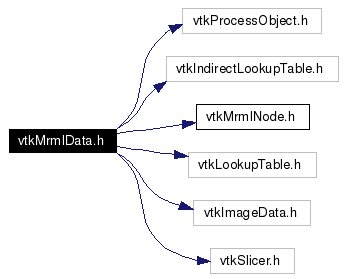 vtkProcessObject.h
vtkIndirectLookupTable.h
vtkMrmlNode.h
vtkMrmlData.h
vtkLookupTable.h
vtkImageData.h
vtkSlicer.h